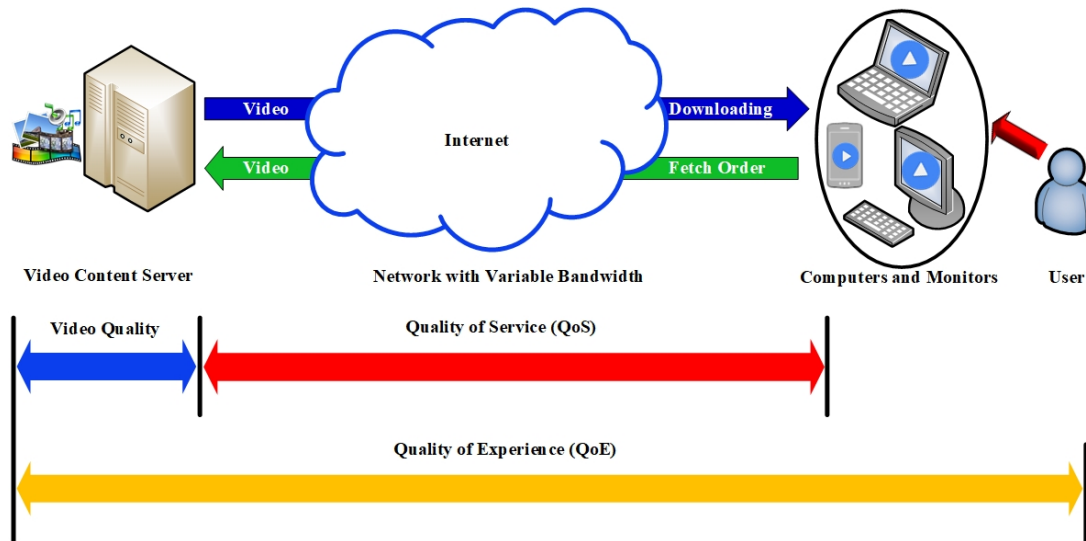 Video
Downloading
Internet
Video
Fetch Order
Video Content Server
Network with Variable Bandwidth
Computers and Monitors
User
Video Quality
Quality of Service (QoS)
Quality of Experience (QoE)